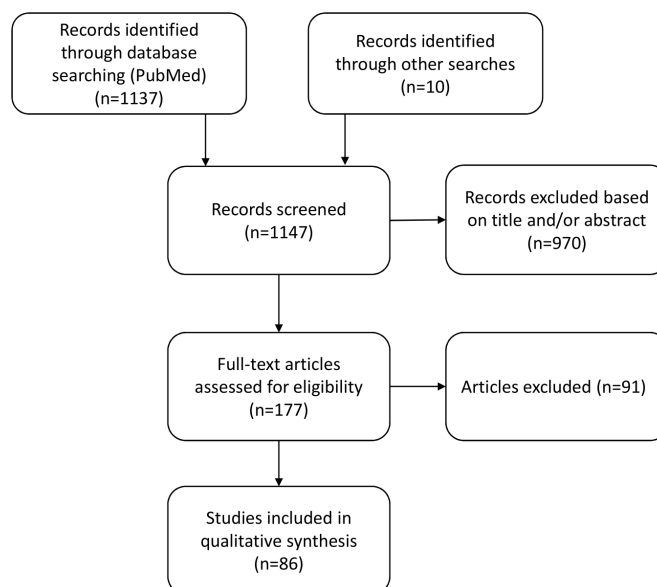 Records identified
through database
searching (PubMed)
(n=1137)
Records identified
through other searches
(n=10)
Records screened
(n=1147)
Records excluded based
on title and/or abstract
(n=970)
Full-text articles
assessed for eligibility
(n=177)
Articles excluded (n=91)
Studies included in
qualitative synthesis
(n=86)